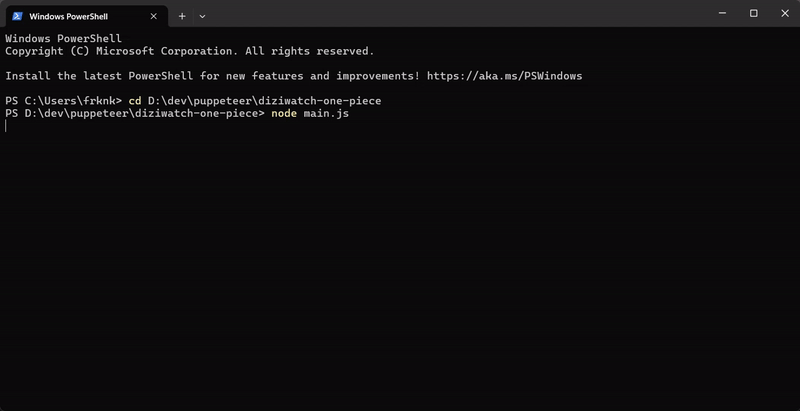 Windows PowerShell
Windows PowerShell
Copyright (C) Microsoft Corporation. All rights reserved.
Install the latest PowerShell for new features and improvements! https://aka.ms/PSWindows
PS C:\Users\frknk> cd D:\dev\puppeteer\diziwatch-one-piece
PS D:\dev\puppeteer\diziwatch-one-piece> node main.js